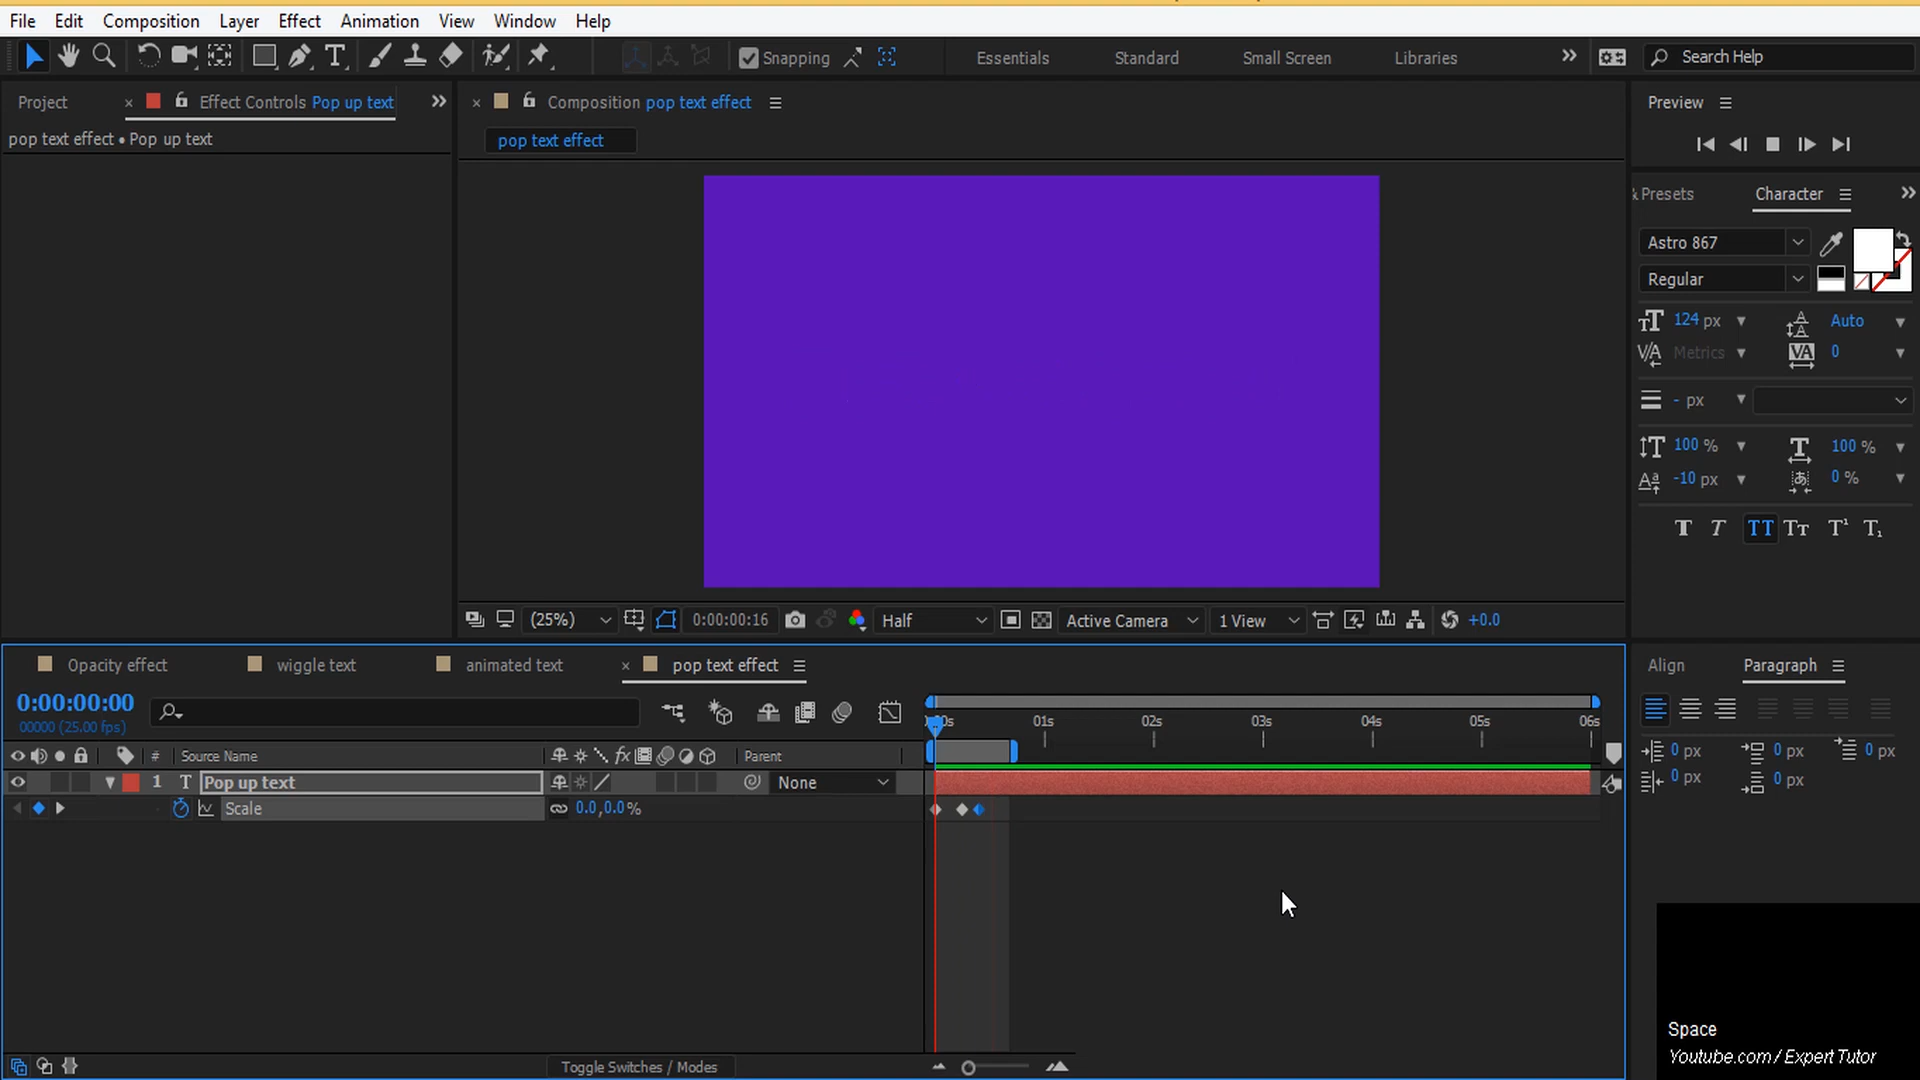 File Edit Composition Layer Effect Animation View Window Help
Snapping Essentials Standard Small Screen Libraries Search Help
Project Effect Controls Pop up text Composition pop text effect Preview
pop text effect • Pop up text pop text effect
Presets Character
Astro 867
Regular
124 px Auto
Metrics 0
- px
100 % 100 %
-10 px 0 %
(25%) 0:00:00:16 Half Active Camera 1 View +0.0
Opacity effect wiggle text animated text pop text effect Align Paragraph
0:00:00:00
00000 (25.00 fps)
01s 02s 03s 04s 05s 06s
0 px 0 px 0 px
0 px 0 px
# Source Name Parent
1 T Pop up text None
Scale 0.0,0.0%
Toggle Switches / Modes
Space
Youtube.com / Expert Tutor